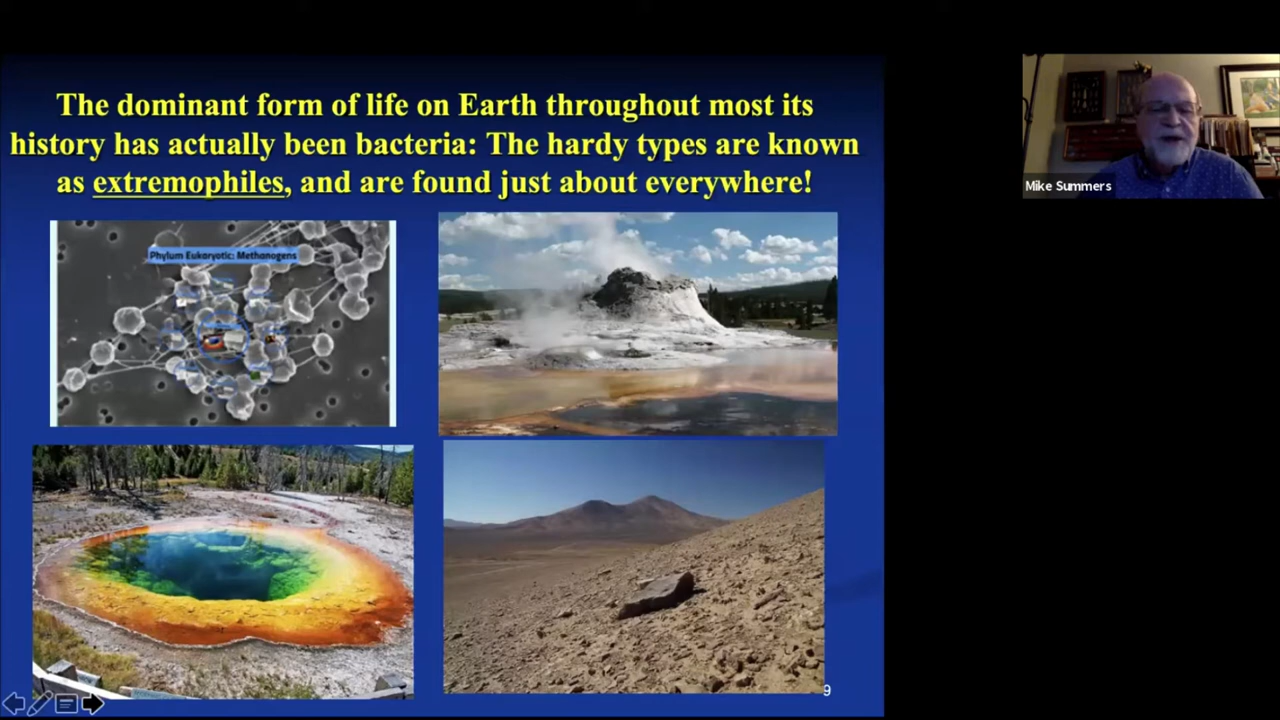 The dominant form of life on Earth throughout most its
history has actually been bacteria: The hardy types are known
as extremophiles, and are found just about everywhere!
Phylum Eukaryotic: Methanogens
9
Mike Summers